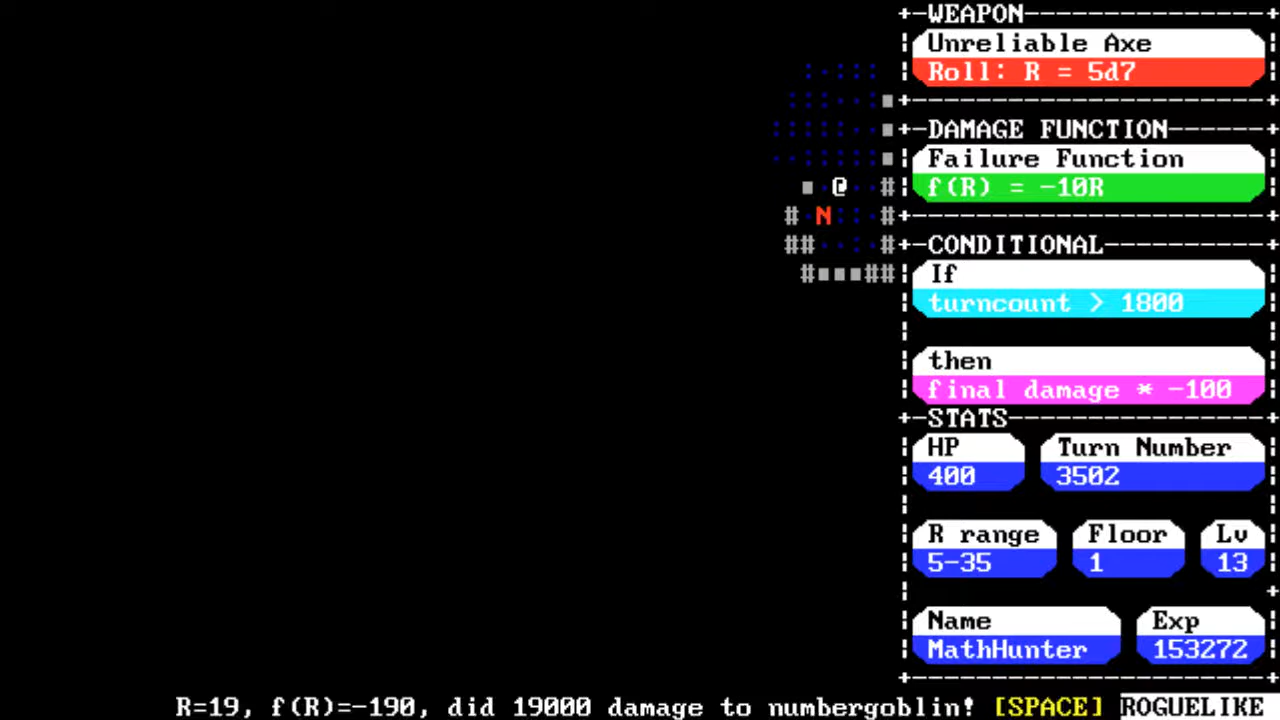 WEAPON
Unreliable Axe
Roll: R = 5d7
DAMAGE FUNCTION
Failure Function
f(R) = -10R
CONDITIONAL
If
turncount > 1800
then
final damage * -100
STATS
HP Turn Number
400 3502
R range Floor Lv
5-35 1 13
Name Exp
MathHunter 153272
@
N
R=19, f(R)=-190, did 19000 damage to numbergoblin! [SPACE] ROGUELIKE